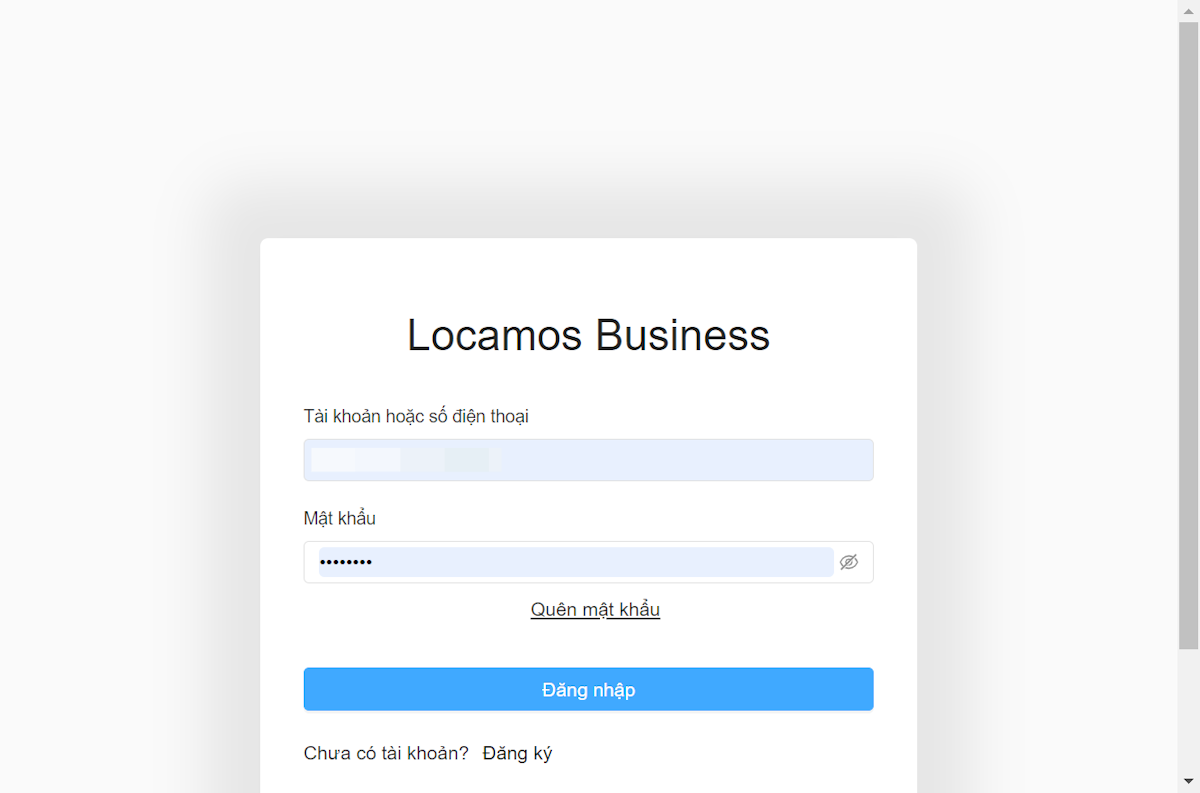 Locamos Business
Tài khoản hoặc số điện thoại
Mật khẩu
••••••••
Quên mật khẩu
Đăng nhập
Chưa có tài khoản? Đăng ký